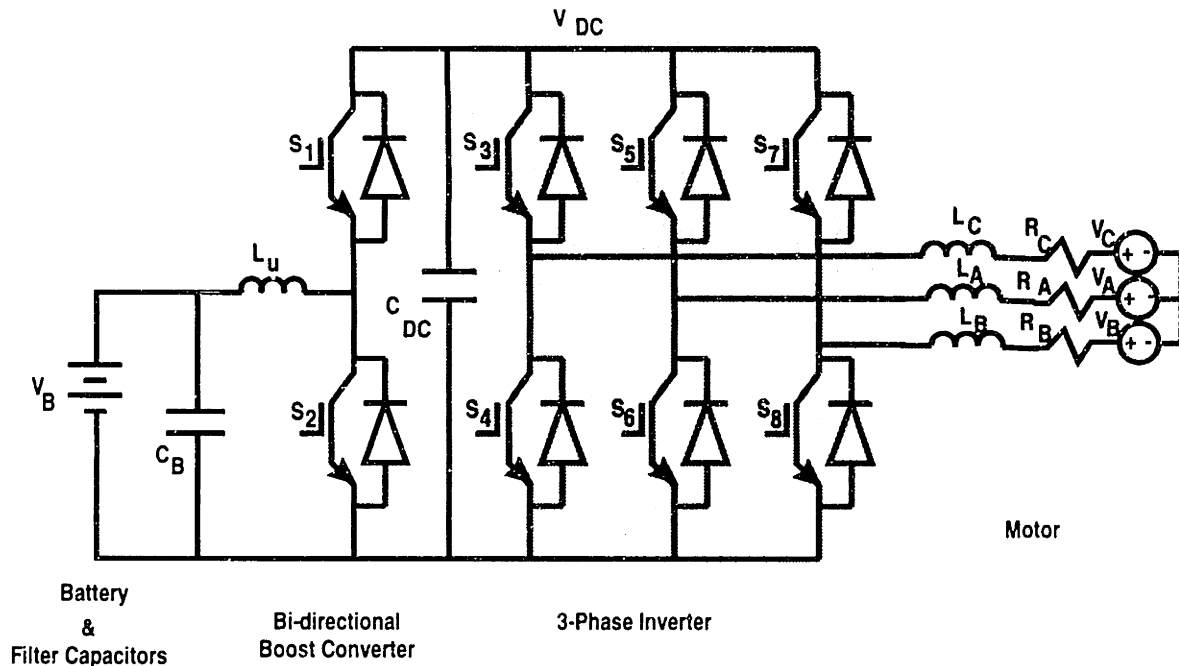 V DC
S1
S3
S5
S7
L C
R C
V C
+ -
L u
L A
R A
V A
+ -
C DC
L B
R B
V B
+ -
V B
S2
S4
S6
S8
C B
Motor
Battery
&
Filter Capacitors
Bi-directional
Boost Converter
3-Phase Inverter